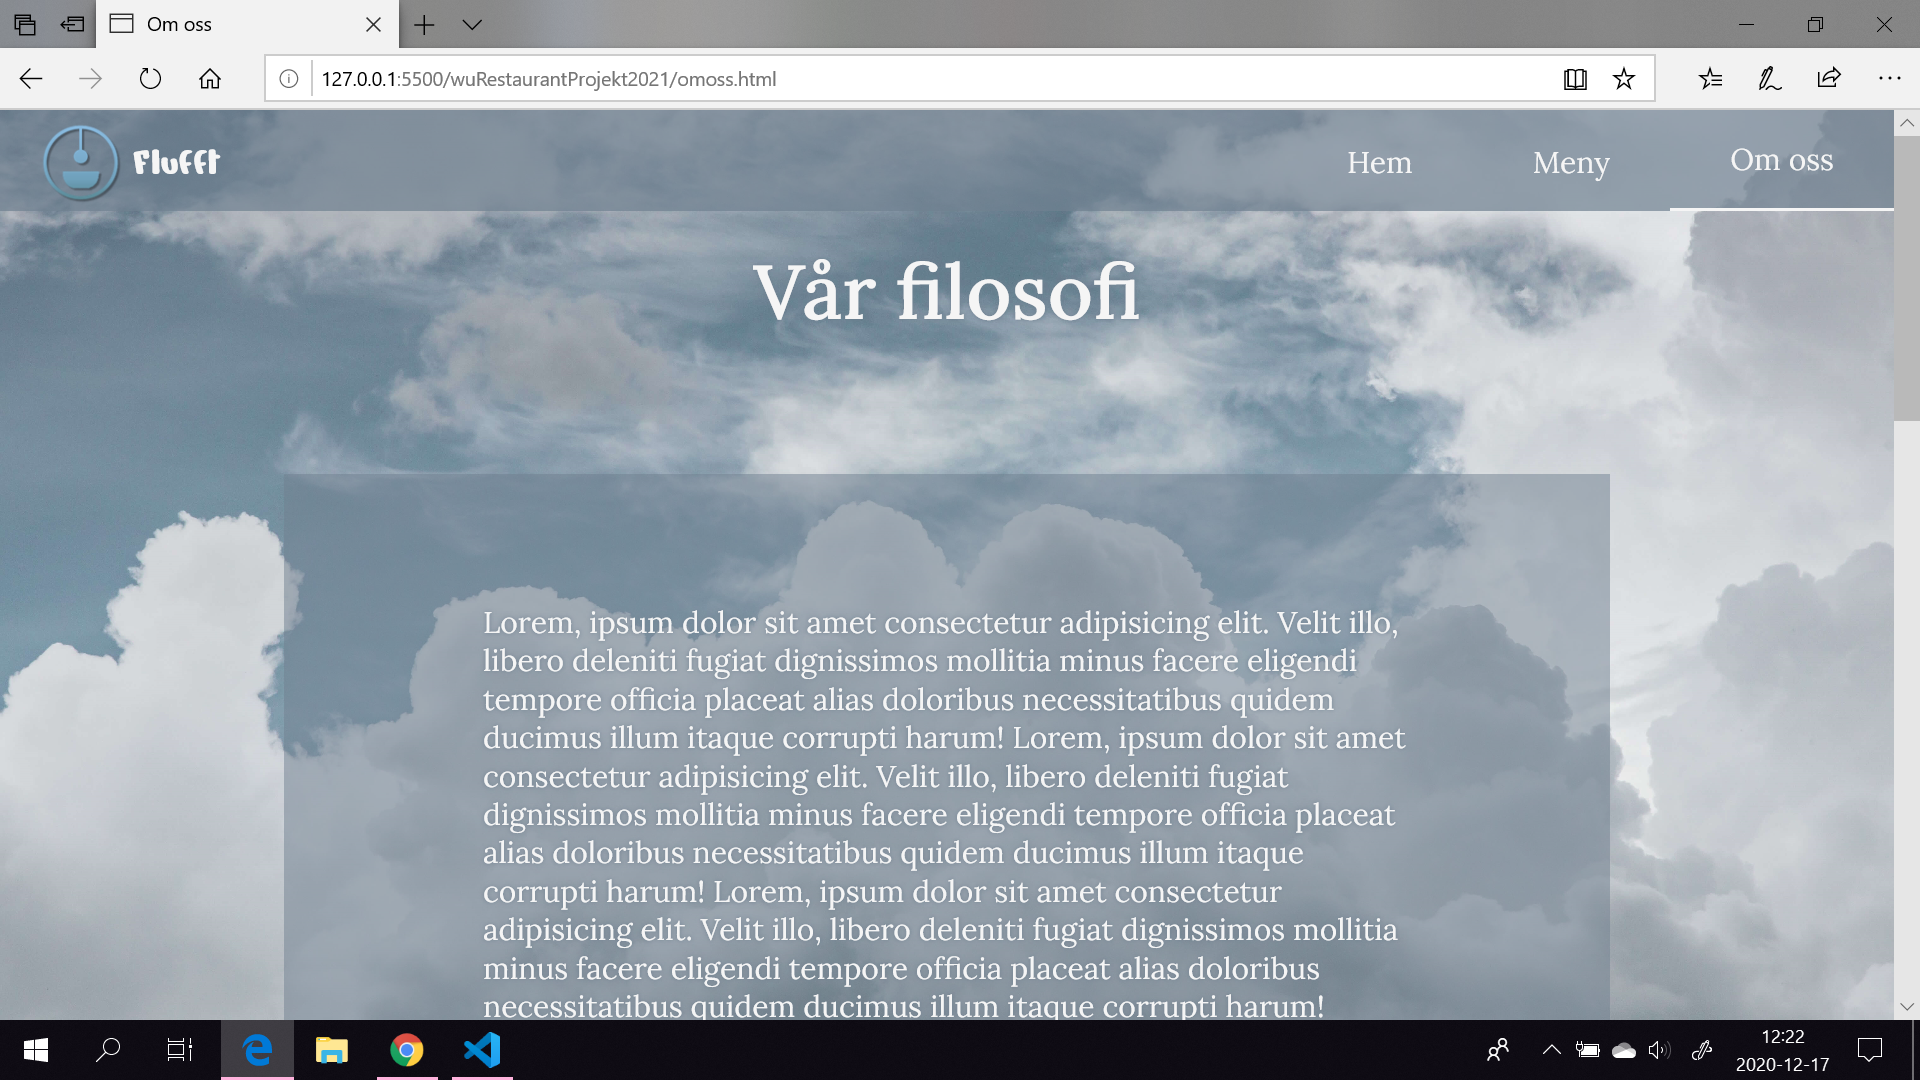 Om oss
127.0.0.1:5500/wuRestaurantProjekt2021/omoss.html
Flufft
Hem
Meny
Om oss
Vår filosofi
Lorem, ipsum dolor sit amet consectetur adipisicing elit. Velit illo,
libero deleniti fugiat dignissimos mollitia minus facere eligendi
tempore officia placeat alias doloribus necessitatibus quidem
ducimus illum itaque corrupti harum! Lorem, ipsum dolor sit amet
consectetur adipisicing elit. Velit illo, libero deleniti fugiat
dignissimos mollitia minus facere eligendi tempore officia placeat
alias doloribus necessitatibus quidem ducimus illum itaque
corrupti harum! Lorem, ipsum dolor sit amet consectetur
adipisicing elit. Velit illo, libero deleniti fugiat dignissimos mollitia
minus facere eligendi tempore officia placeat alias doloribus
necessitatibus quidem ducimus illum itaque corrupti harum!
12:22
2020-12-17